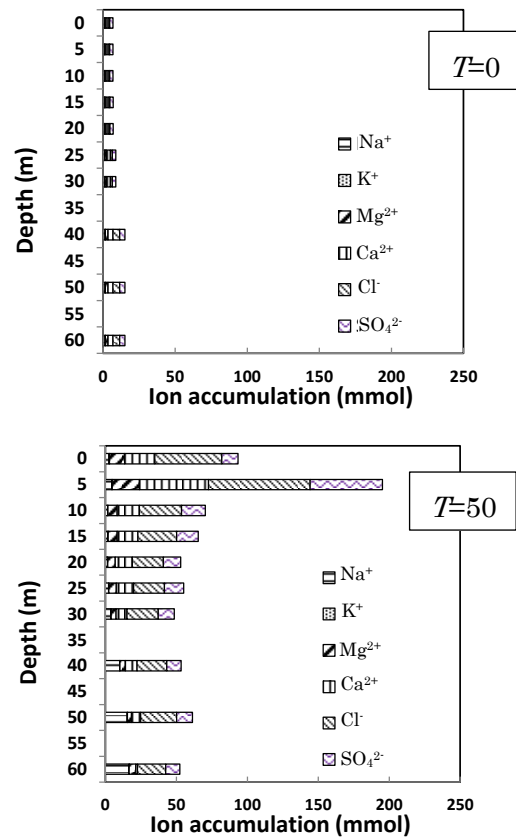 0
5
10
15
20
25
30
35
40
45
50
55
60
Depth (m)
T=0
Na⁺
K⁺
Mg²⁺
Ca²⁺
Cl⁻
SO₄²⁻
0 50 100 150 200 250
Ion accumulation (mmol)
0
5
10
15
20
25
30
35
40
45
50
55
60
Depth (m)
T=50
Na⁺
K⁺
Mg²⁺
Ca²⁺
Cl⁻
SO₄²⁻
0 50 100 150 200 250
Ion accumulation (mmol)